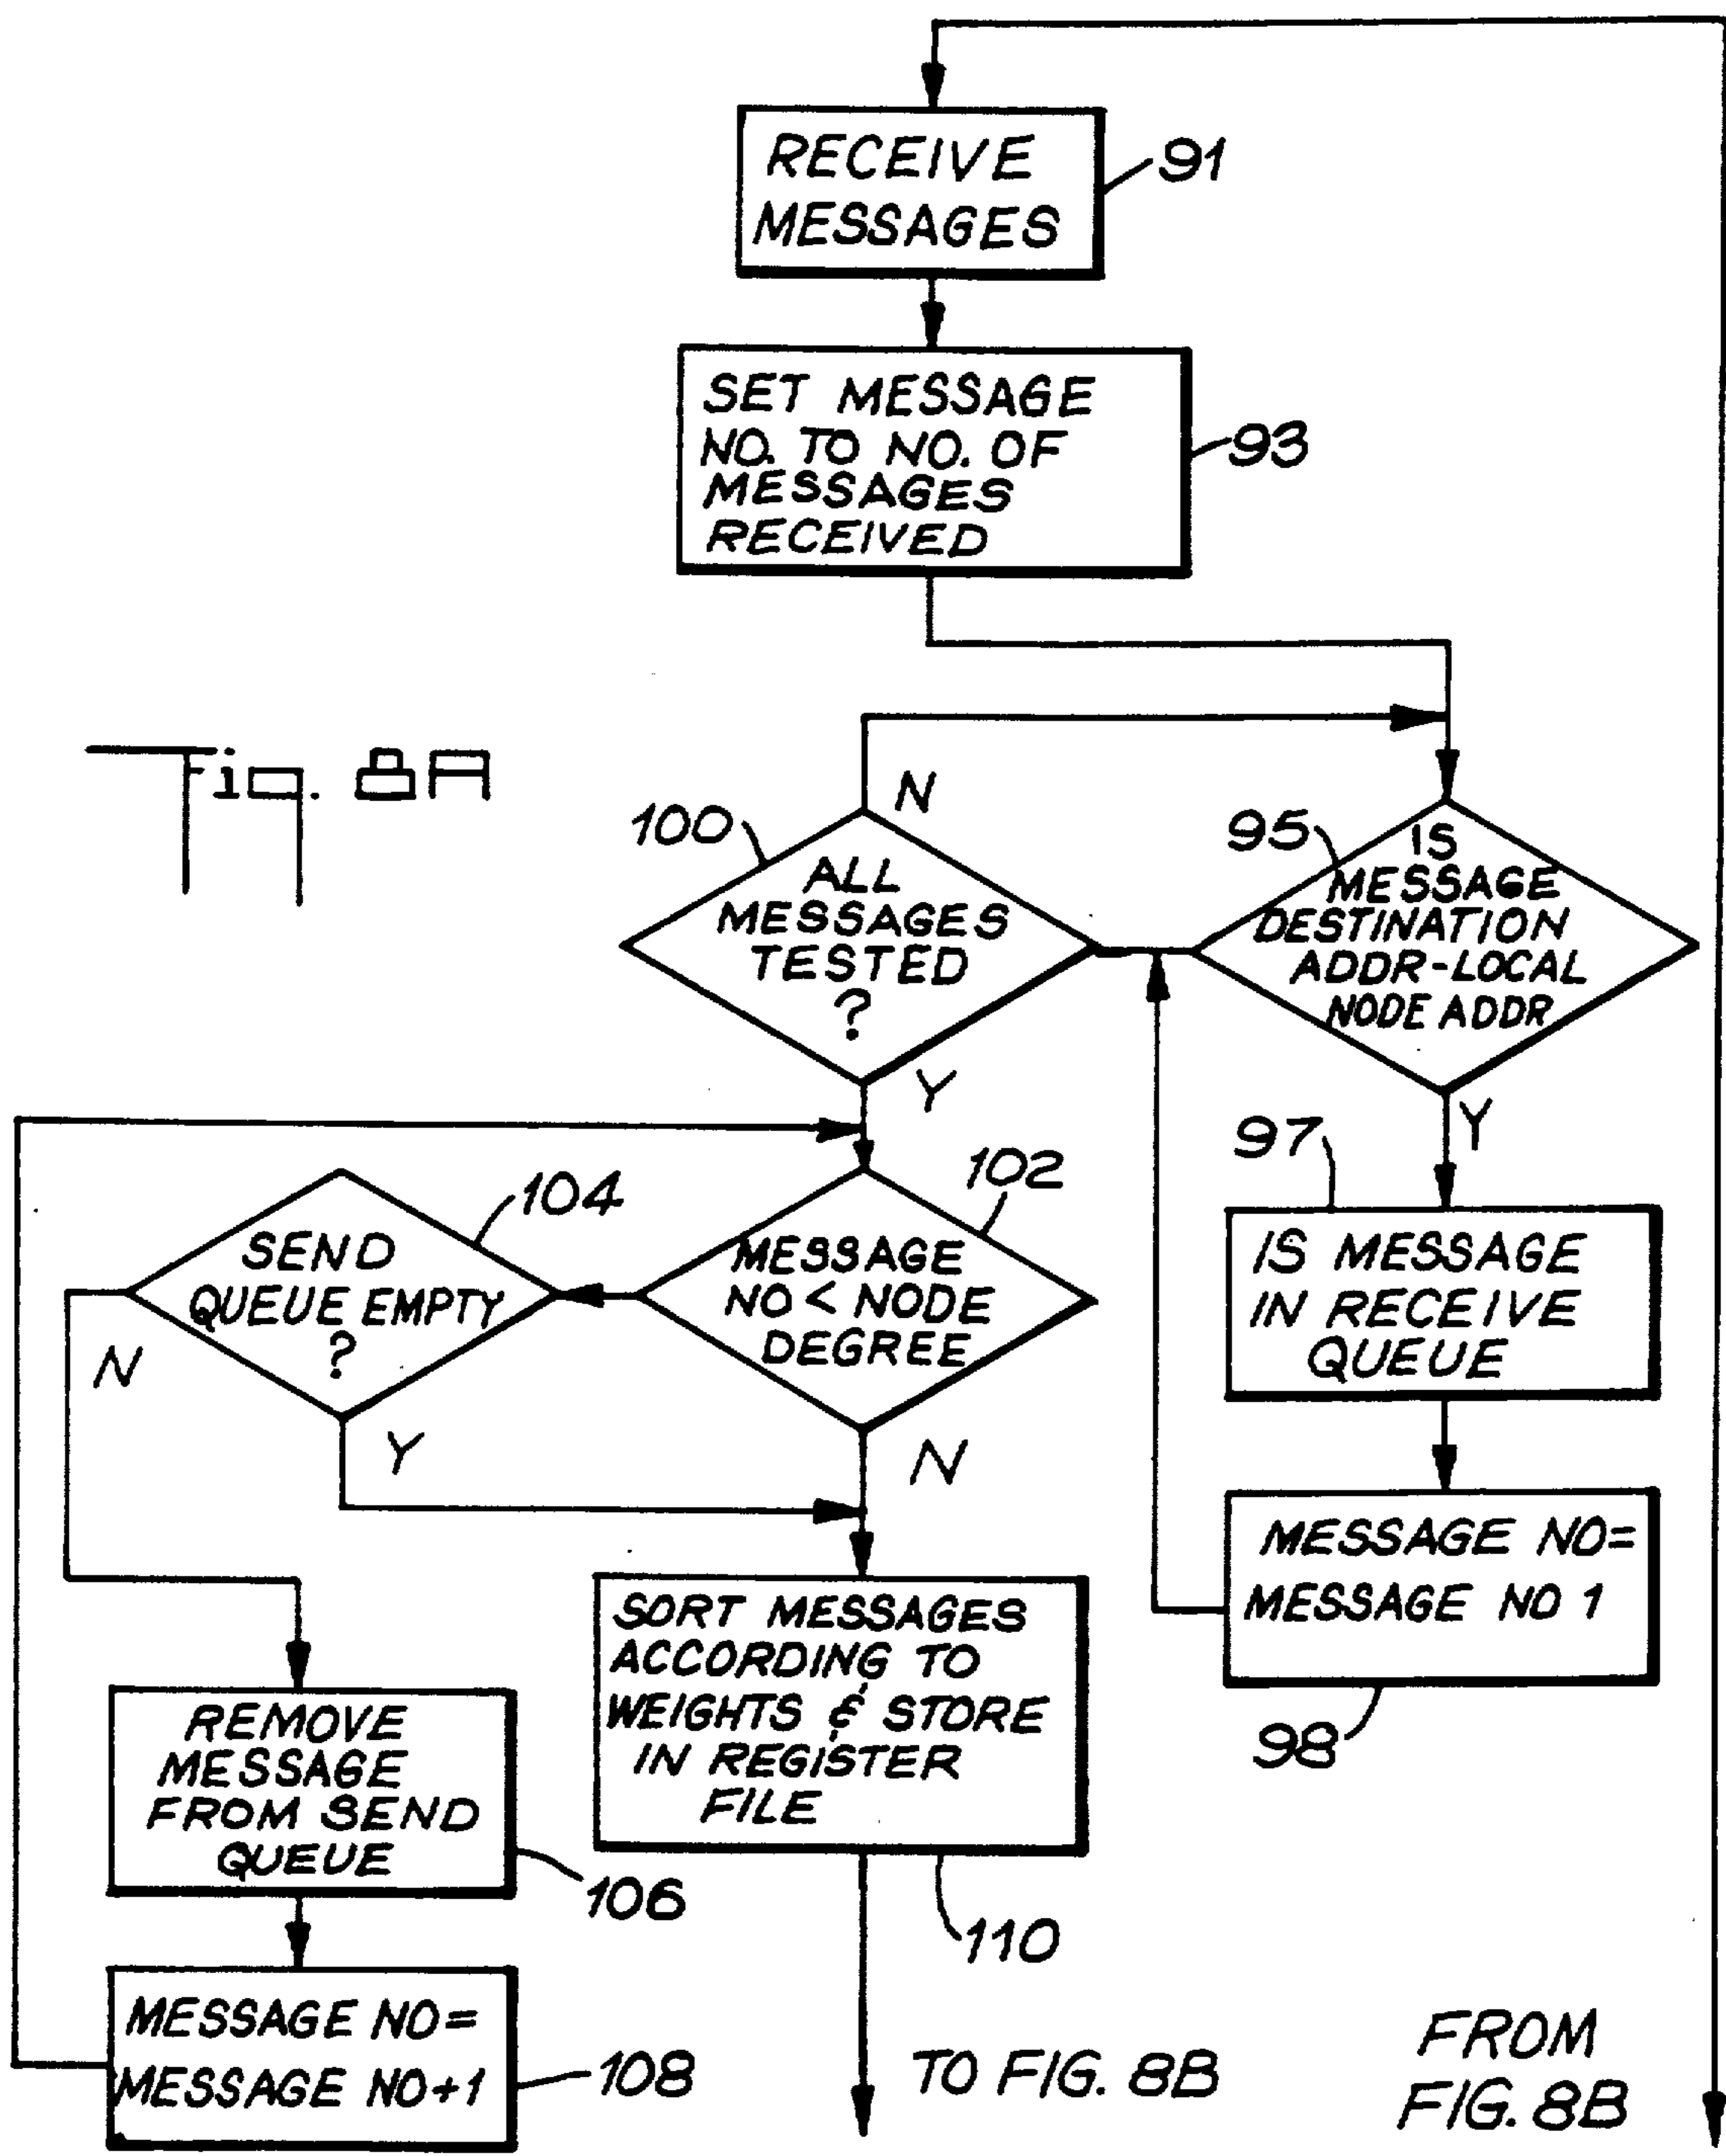 RECEIVE
MESSAGES
91
SET MESSAGE
NO. TO NO. OF
MESSAGES
RECEIVED
93
Fig. 8A
N
100
ALL
MESSAGES
TESTED
?
Y
95
IS
MESSAGE
DESTINATION
ADDR-LOCAL
NODE ADDR
Y
97
IS MESSAGE
IN RECEIVE
QUEUE
MESSAGE NO=
MESSAGE NO 1
98
102
MESSAGE
NO < NODE
DEGREE
N
104
SEND
QUEUE EMPTY
?
N
Y
SORT MESSAGES
ACCORDING TO
WEIGHTS & STORE
IN REGISTER
FILE
110
REMOVE
MESSAGE
FROM SEND
QUEUE
106
MESSAGE NO=
MESSAGE NO+1
108
TO FIG. 8B
FROM
FIG. 8B